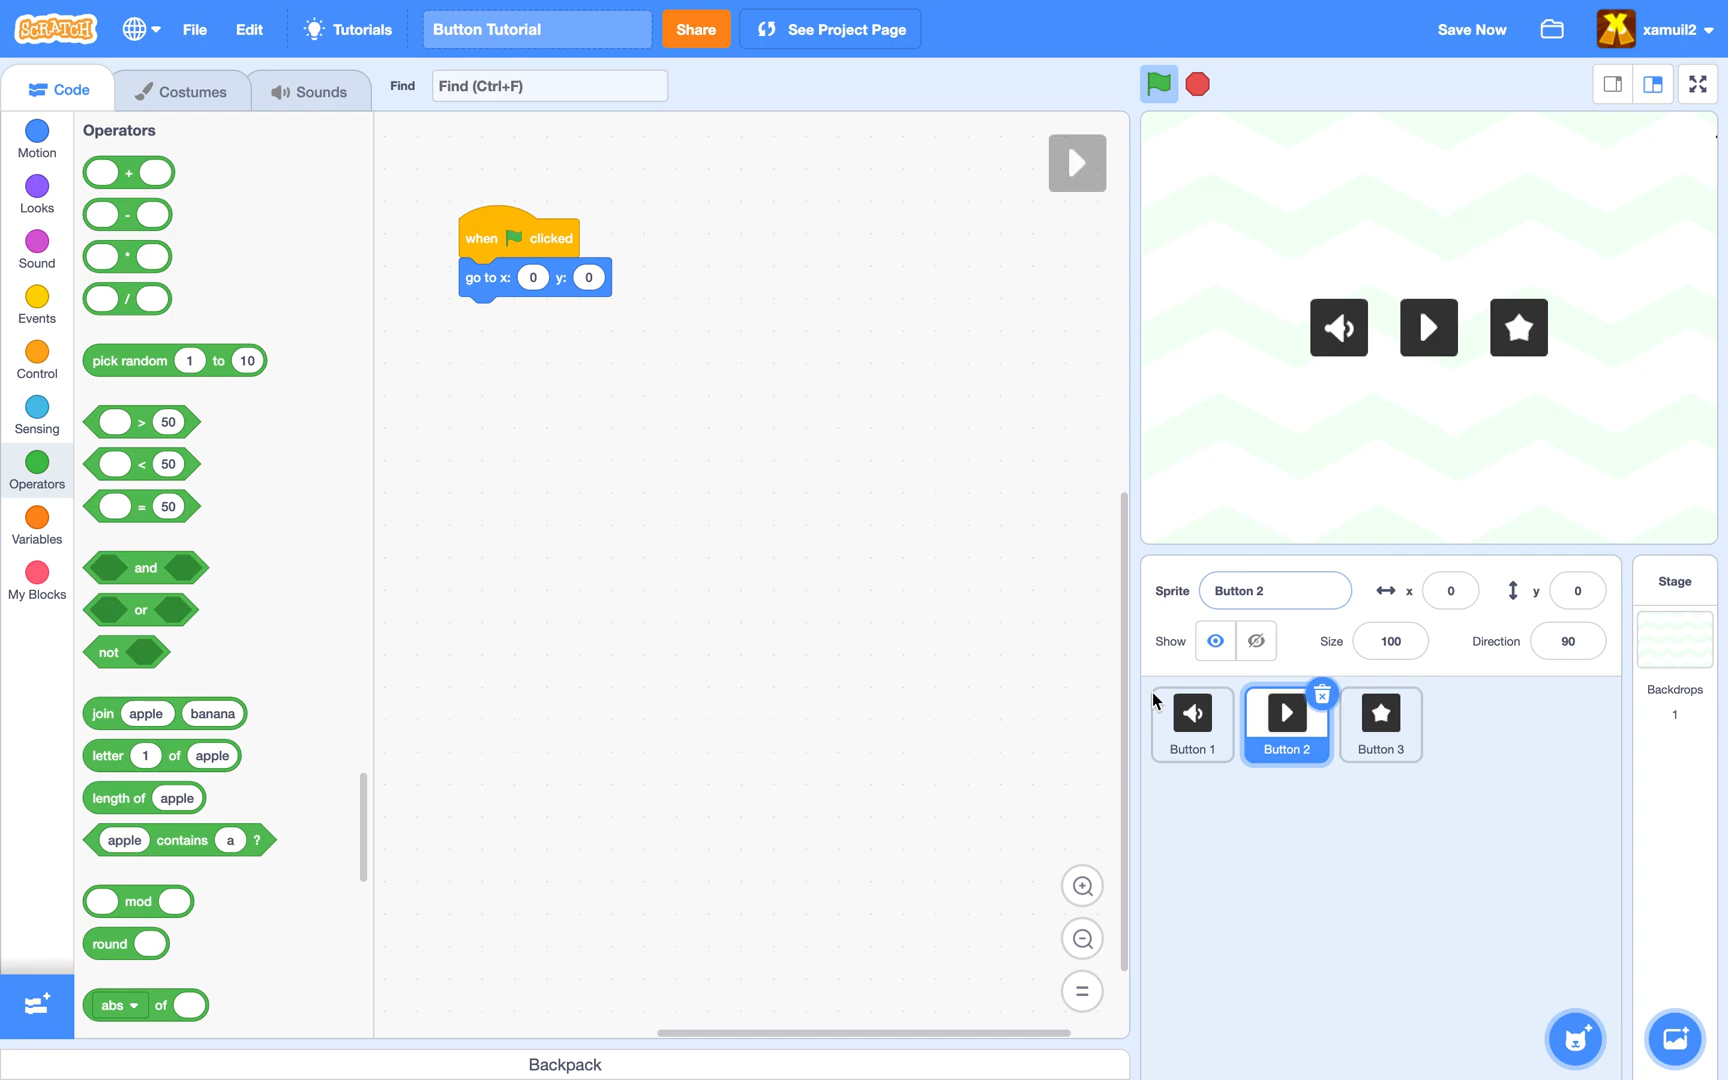 SCRATCH File Edit Tutorials Button Tutorial Share See Project Page Save Now xamuil2
Code Costumes Sounds Find Find (Ctrl+F)
Motion
Looks
Sound
Events
Control
Sensing
Operators
Variables
My Blocks
Operators
+
-
*
/
pick random 1 to 10
> 50
< 50
= 50
and
or
not
join apple banana
letter 1 of apple
length of apple
apple contains a ?
mod
round
abs of
when clicked
go to x: 0 y: 0
=
Backpack
Sprite Button 2 x 0 y 0
Show Size 100 Direction 90
Button 1 Button 2 Button 3
Stage
Backdrops
1